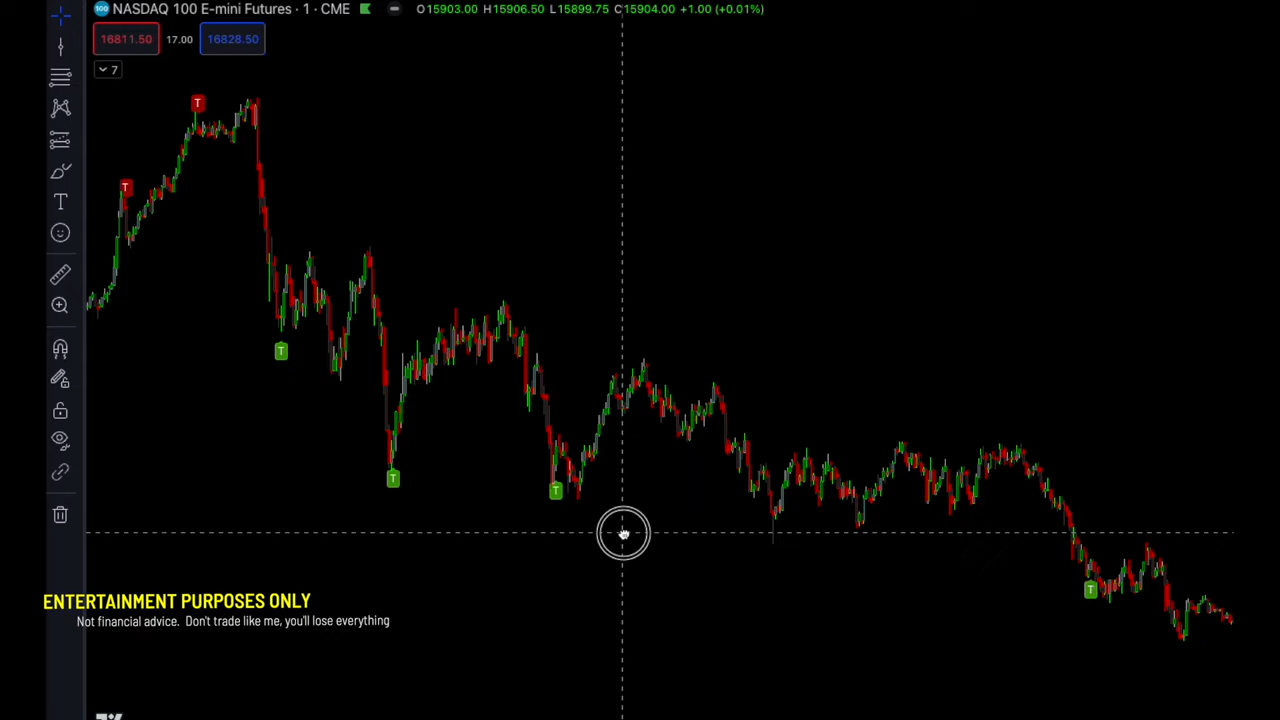 100 NASDAQ 100 E-mini Futures · 1 · CME O15903.00 H15906.50 L15899.75 C15904.00 +1.00 (+0.01%)
16811.50 17.00 16828.50
7
T
T
T
T
T
T
T
ENTERTAINMENT PURPOSES ONLY
Not financial advice. Don't trade like me, you'll lose everything